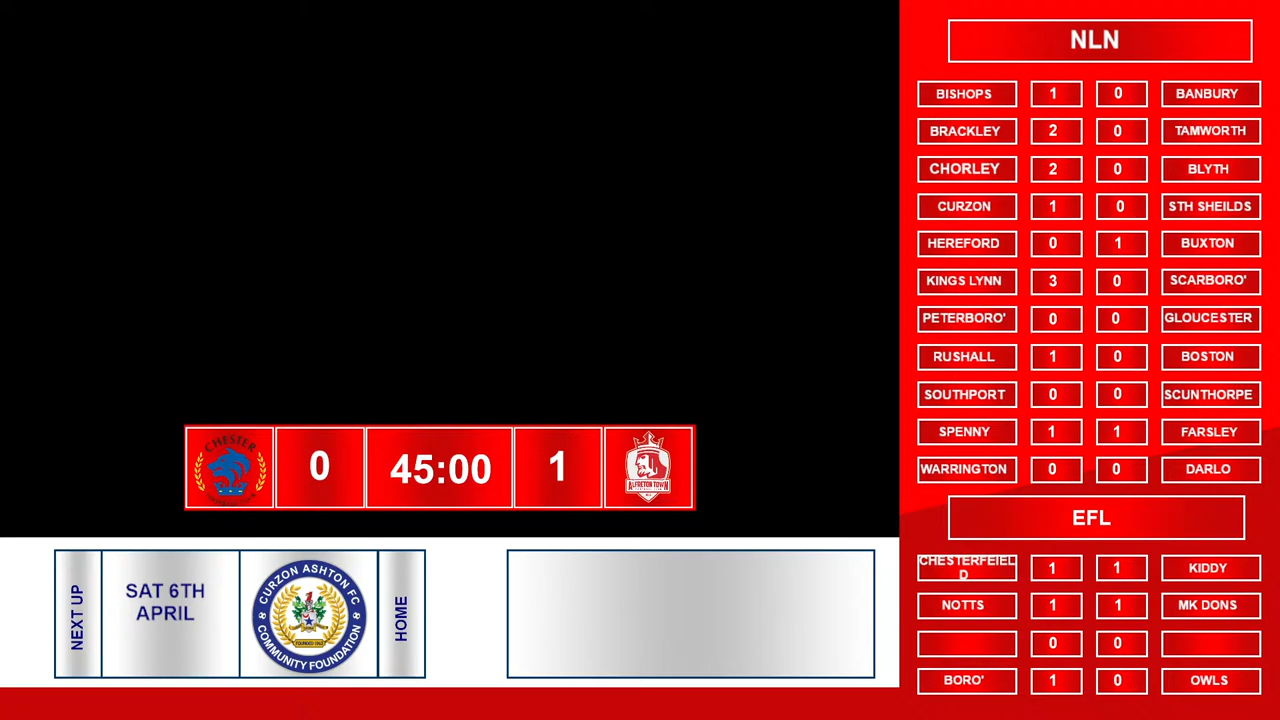 NLN
BISHOPS 1 0 BANBURY
BRACKLEY 2 0 TAMWORTH
CHORLEY 2 0 BLYTH
CURZON 1 0 STH SHEILDS
HEREFORD 0 1 BUXTON
KINGS LYNN 3 0 SCARBORO'
PETERBORO' 0 0 GLOUCESTER
RUSHALL 1 0 BOSTON
SOUTHPORT 0 0 SCUNTHORPE
SPENNY 1 1 FARSLEY
WARRINGTON 0 0 DARLO
EFL
CHESTERFEIEL
D 1 1 KIDDY
NOTTS 1 1 MK DONS
0 0
BORO' 1 0 OWLS
CHESTER
0 45:00 1
ALFRETON TOWN
NEXT UP
SAT 6TH
APRIL
CURZON ASHTON FC
COMMUNITY FOUNDATION
HOME